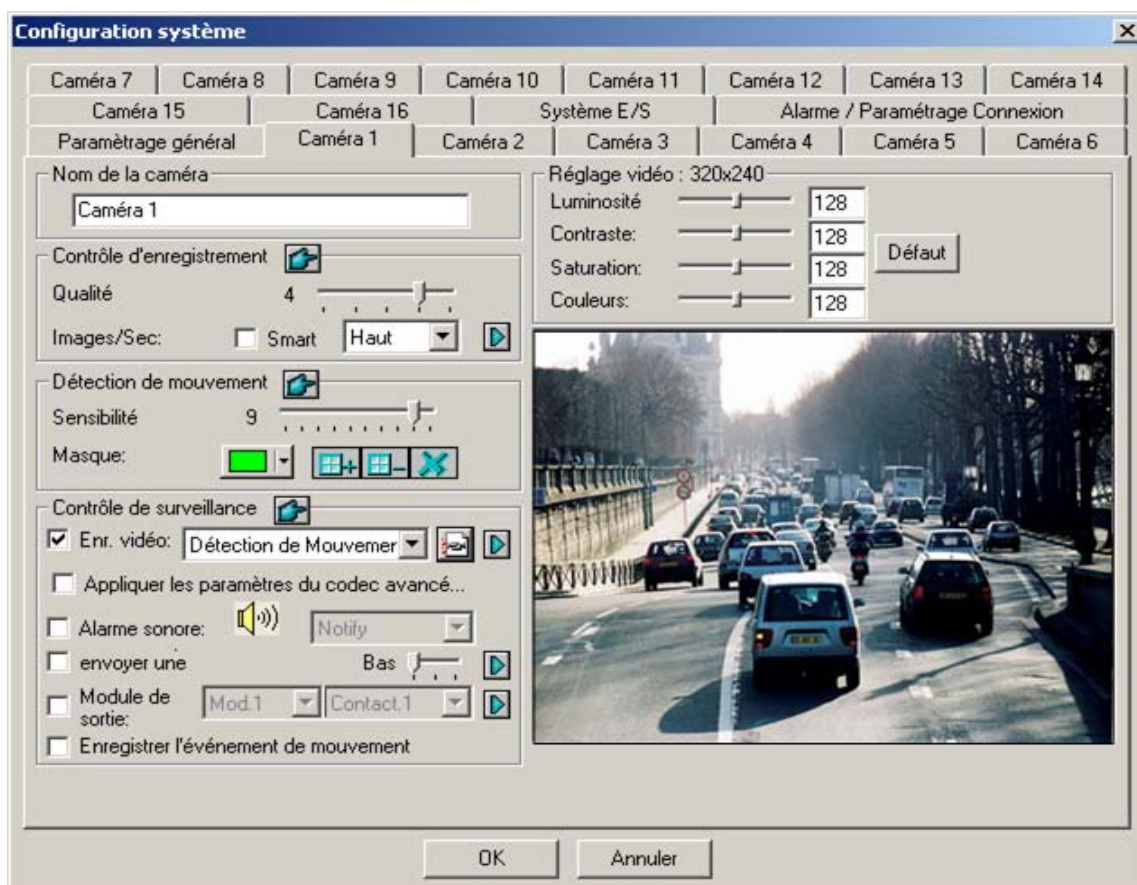 Configuration système
Caméra 7 Caméra 8 Caméra 9 Caméra 10 Caméra 11 Caméra 12 Caméra 13 Caméra 14
Caméra 15 Caméra 16 Système E/S Alarme / Paramétrage Connexion
Paramètrage général Caméra 1 Caméra 2 Caméra 3 Caméra 4 Caméra 5 Caméra 6
Nom de la caméra
Caméra 1
Contrôle d'enregistrement
Qualité 4
Images/Sec: Smart Haut
Détection de mouvement
Sensibilité 9
Masque:
Contrôle de surveillance
Enr. vidéo: Détection de Mouvemer
Appliquer les paramètres du codec avancé...
Alarme sonore: Notify
envoyer une Bas
Module de sortie: Mod.1 Contact.1
Enregistrer l'événement de mouvement
Réglage vidéo : 320x240
Luminosité 128
Contraste: 128
Saturation: 128
Couleurs: 128
Défaut
OK Annuler